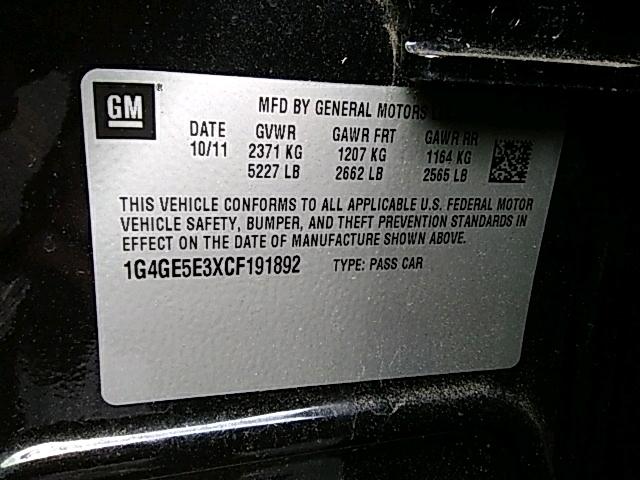 GM ®
MFD BY GENERAL MOTORS
DATE GVWR GAWR FRT GAWR RR
10/11 2371 KG 1207 KG 1164 KG
5227 LB 2662 LB 2565 LB
THIS VEHICLE CONFORMS TO ALL APPLICABLE U.S. FEDERAL MOTOR
VEHICLE SAFETY, BUMPER, AND THEFT PREVENTION STANDARDS IN
EFFECT ON THE DATE OF MANUFACTURE SHOWN ABOVE.
1G4GE5E3XCF191892 TYPE: PASS CAR